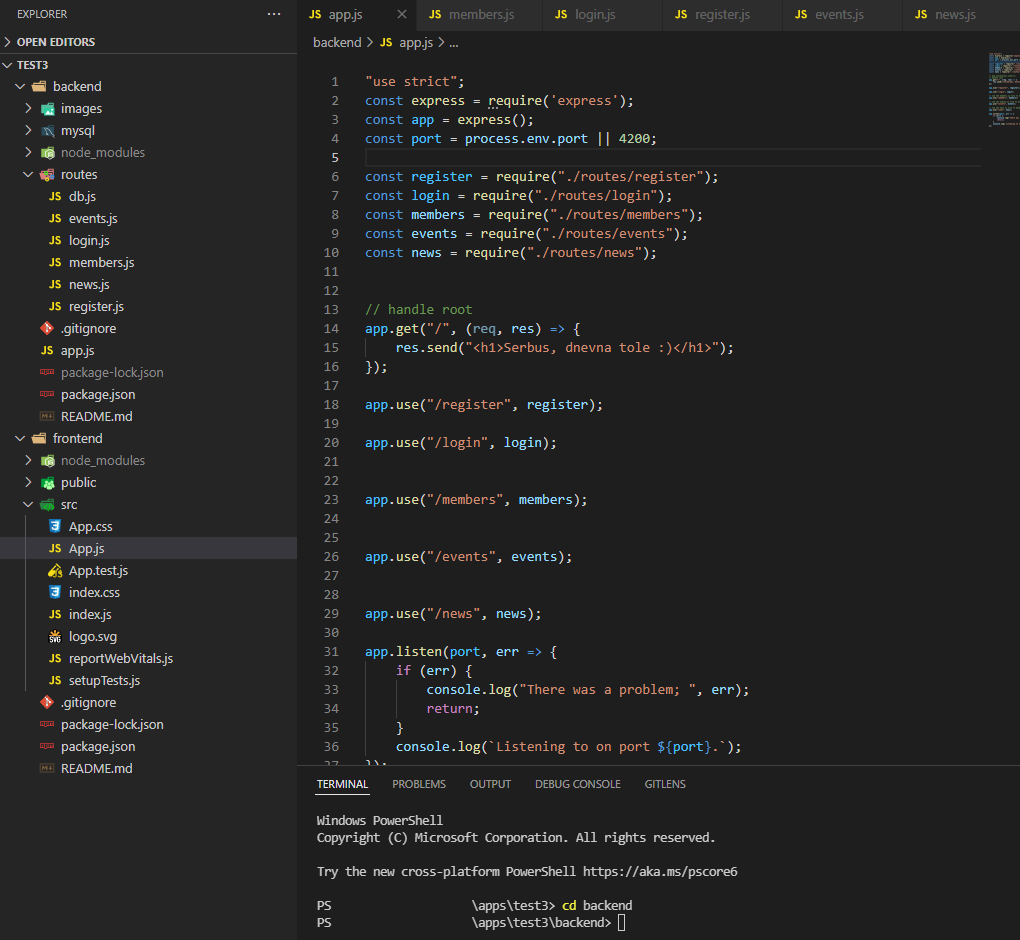 EXPLORER ...
OPEN EDITORS
TEST3
backend
images
mysql
node_modules
routes
JS db.js
JS events.js
JS login.js
JS members.js
JS news.js
JS register.js
.gitignore
JS app.js
package-lock.json
package.json
README.md
frontend
node_modules
public
src
App.css
JS App.js
App.test.js
index.css
JS index.js
logo.svg
JS reportWebVitals.js
JS setupTests.js
.gitignore
package-lock.json
package.json
README.md
JS app.js JS members.js JS login.js JS register.js JS events.js JS news.js
backend > JS app.js > ...
1 "use strict";
2 const express = require('express');
3 const app = express();
4 const port = process.env.port || 4200;
5
6 const register = require("./routes/register");
7 const login = require("./routes/login");
8 const members = require("./routes/members");
9 const events = require("./routes/events");
10 const news = require("./routes/news");
11
12
13 // handle root
14 app.get("/", (req, res) => {
15 res.send("<h1>Serbus, dnevna tole :)</h1>");
16 });
17
18 app.use("/register", register);
19
20 app.use("/login", login);
21
22
23 app.use("/members", members);
24
25
26 app.use("/events", events);
27
28
29 app.use("/news", news);
30
31 app.listen(port, err => {
32 if (err) {
33 console.log("There was a problem; ", err);
34 return;
35 }
36 console.log(`Listening to on port ${port}.`);
37 });
TERMINAL PROBLEMS OUTPUT DEBUG CONSOLE GITLENS
Windows PowerShell
Copyright (C) Microsoft Corporation. All rights reserved.
Try the new cross-platform PowerShell https://aka.ms/pscore6
PS \apps\test3> cd backend
PS \apps\test3\backend>